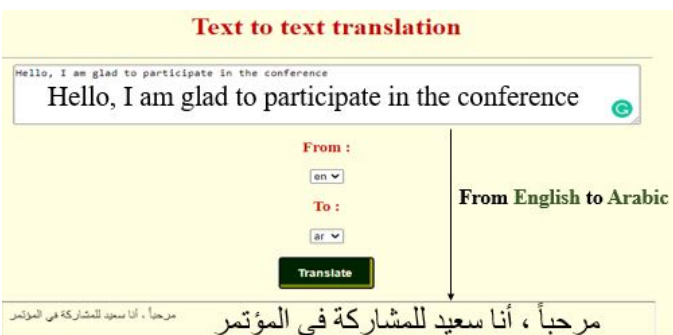 Text to text translation
Hello, I am glad to participate in the conference
Hello, I am glad to participate in the conference
From :
en
From English to Arabic
To :
ar
Translate
مرحباً ، أنا سعيد للمشاركة في المؤتمر
مرحباً ، أنا سعيد للمشاركة في المؤتمر